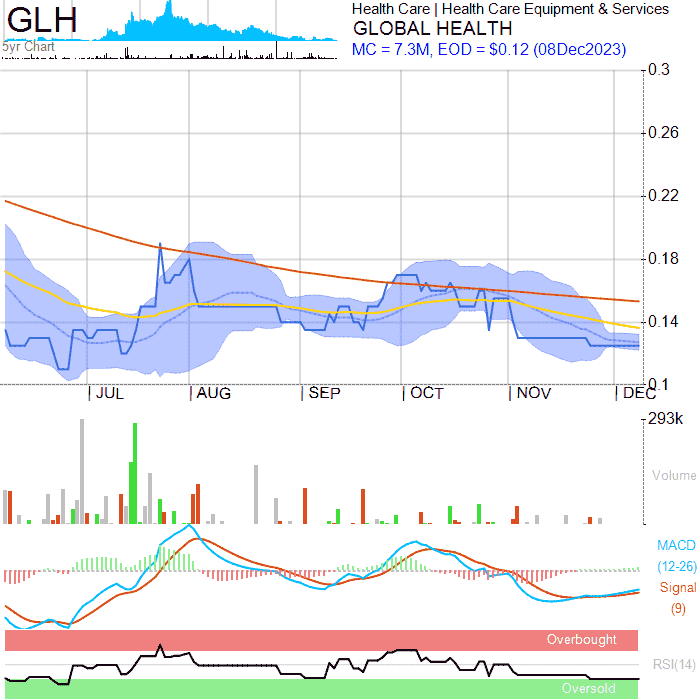 GLH
5yr Chart
Health Care | Health Care Equipment & Services
GLOBAL HEALTH
MC = 7.3M, EOD = $0.12 (08Dec2023)
0.3
0.26
0.22
0.18
0.14
0.1
JUL AUG SEP OCT NOV DEC
293k
Volume
MACD
(12-26)
Signal
(9)
Overbought
RSI(14)
Oversold